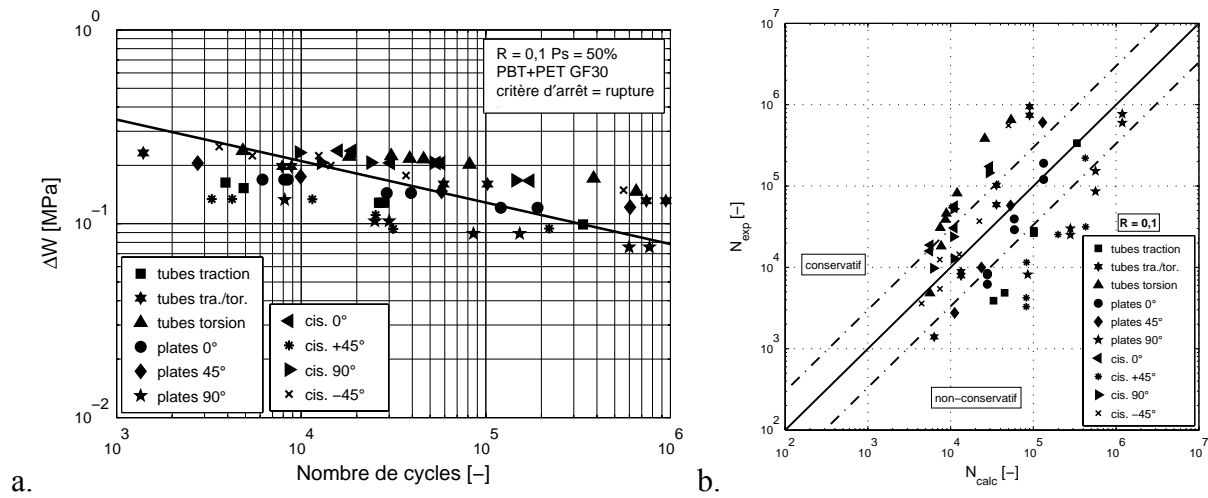 R = 0,1 Ps = 50%
PBT+PET GF30
critère d'arrêt = rupture
10^0
10^-1
10^-2
ΔW [MPa]
tubes traction
tubes tra./tor.
tubes torsion
plates 0°
plates 45°
plates 90°
cis. 0°
cis. +45°
cis. 90°
cis. −45°
10^3
10^4
10^5
10^6
Nombre de cycles [−]
a.
10^7
10^6
10^5
10^4
10^3
10^2
N_exp [−]
conservatif
non−conservatif
R = 0,1
tubes traction
tubes tra./tor.
tubes torsion
plates 0°
plates 45°
plates 90°
cis. 0°
cis. +45°
cis. 90°
cis. −45°
10^2
10^3
10^4
10^5
10^6
10^7
N_calc [−]
b.